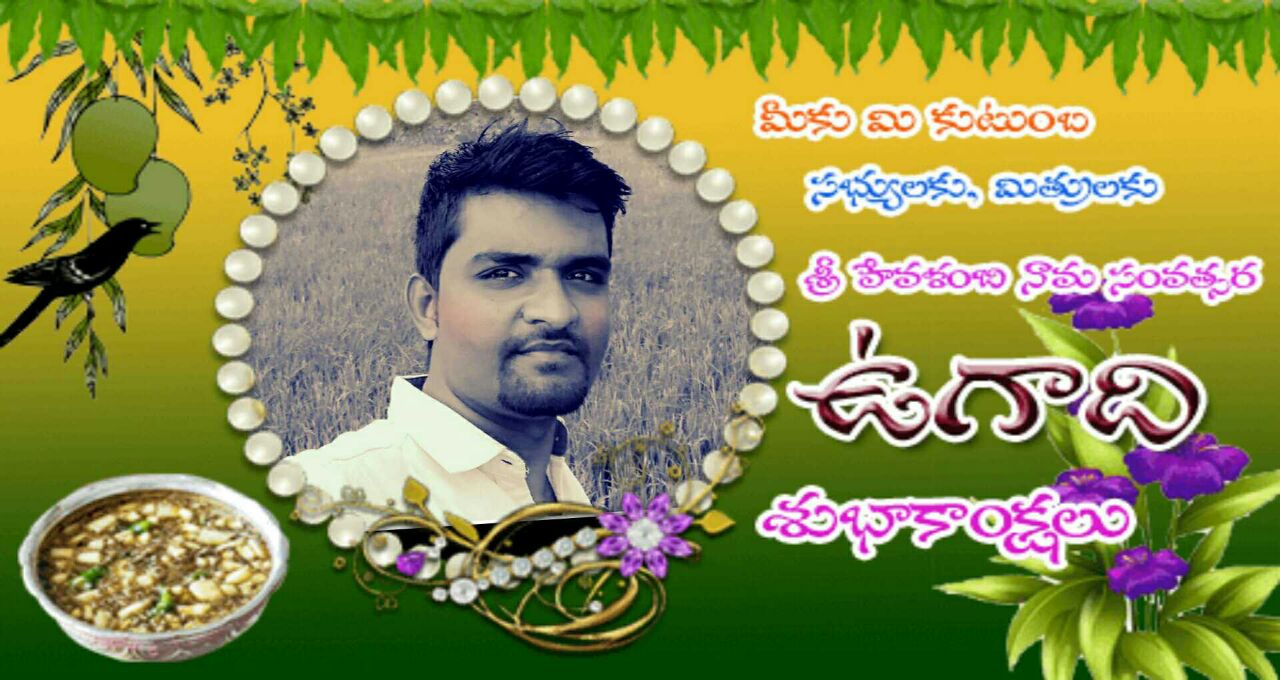 మీకు మి కుటుంబ
సభ్యులకు, మిత్రులకు
శ్రీ హేవళంబి నామ సంవత్సర
ఉగాది
శుభాకాంక్షలు